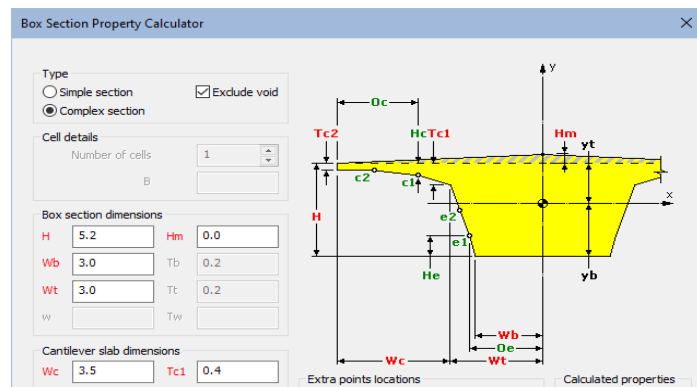 Box Section Property Calculator
Type
Simple section
Exclude void
Complex section
Cell details
Number of cells 1
B
Box section dimensions
H 5.2 Hm 0.0
Wb 3.0 Tb 0.2
Wt 3.0 Tt 0.2
w Tw
Cantilever slab dimensions
Wc 3.5 Tc1 0.4
y
Oc
Tc2 Hc Tc1 Hm yt
c2 c1
x
H e2
e1
He yb
Wb
Oe
Wc Wt
Extra points locations
Calculated properties